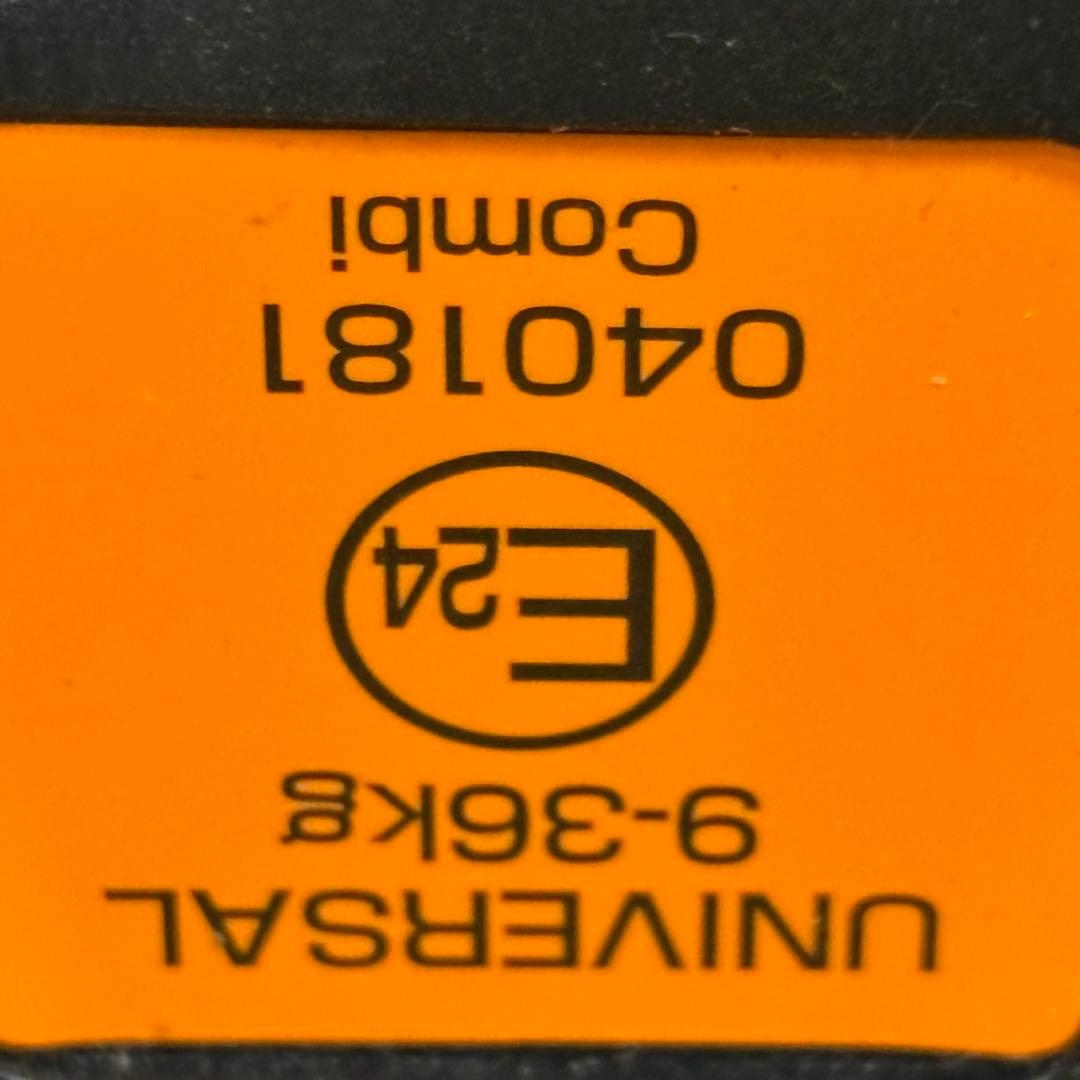 UNIVERSAL
9-36kg
E24
040181
Combi